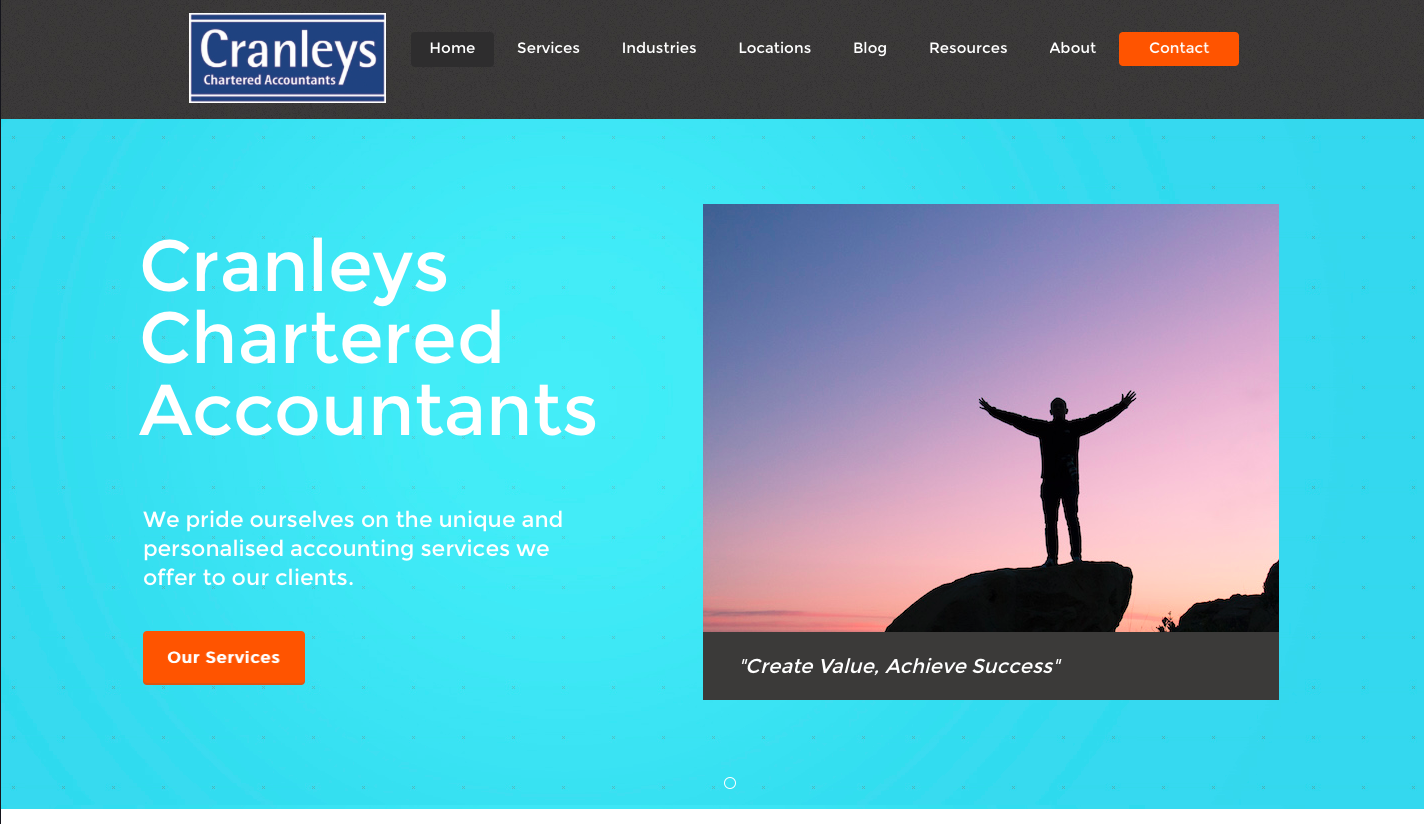 Cranleys
Chartered Accountants
Home
Services
Industries
Locations
Blog
Resources
About
Contact
Cranleys
Chartered
Accountants
We pride ourselves on the unique and
personalised accounting services we
offer to our clients.
Our Services
"Create Value, Achieve Success"